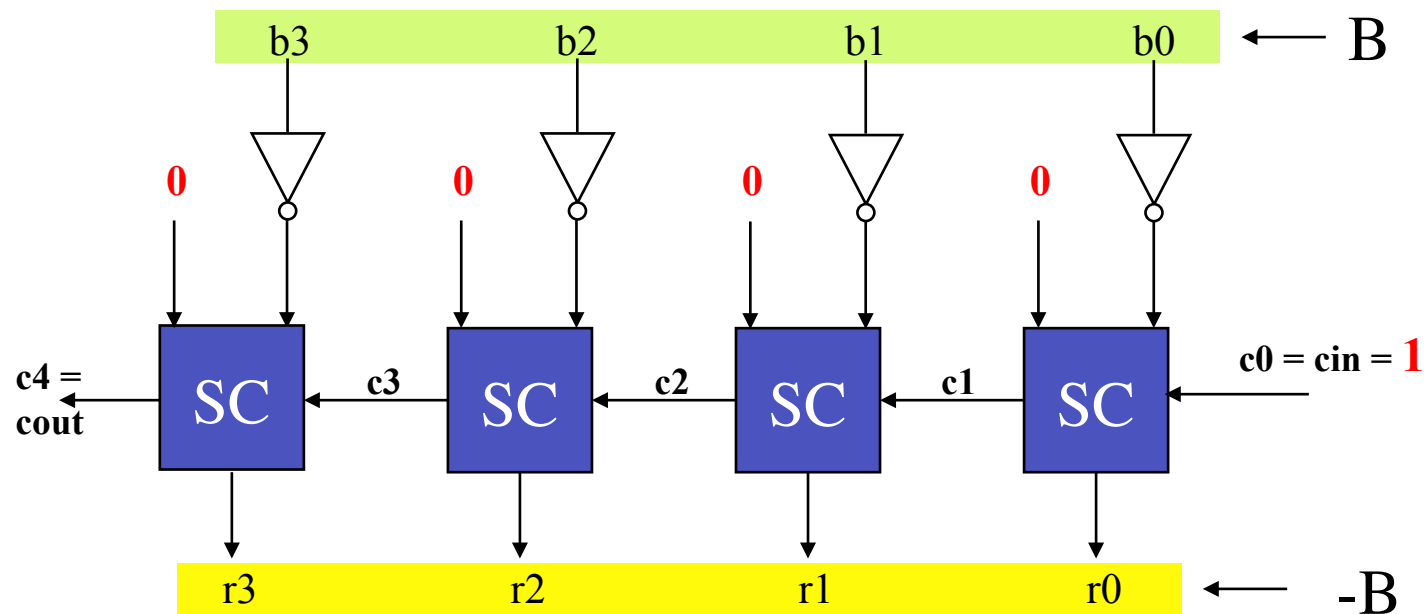 b3 b2 b1 b0 B
0 0 0 0
c4 =
cout
SC c3 SC c2 SC c1 SC c0 = cin = 1
r3 r2 r1 r0 -B